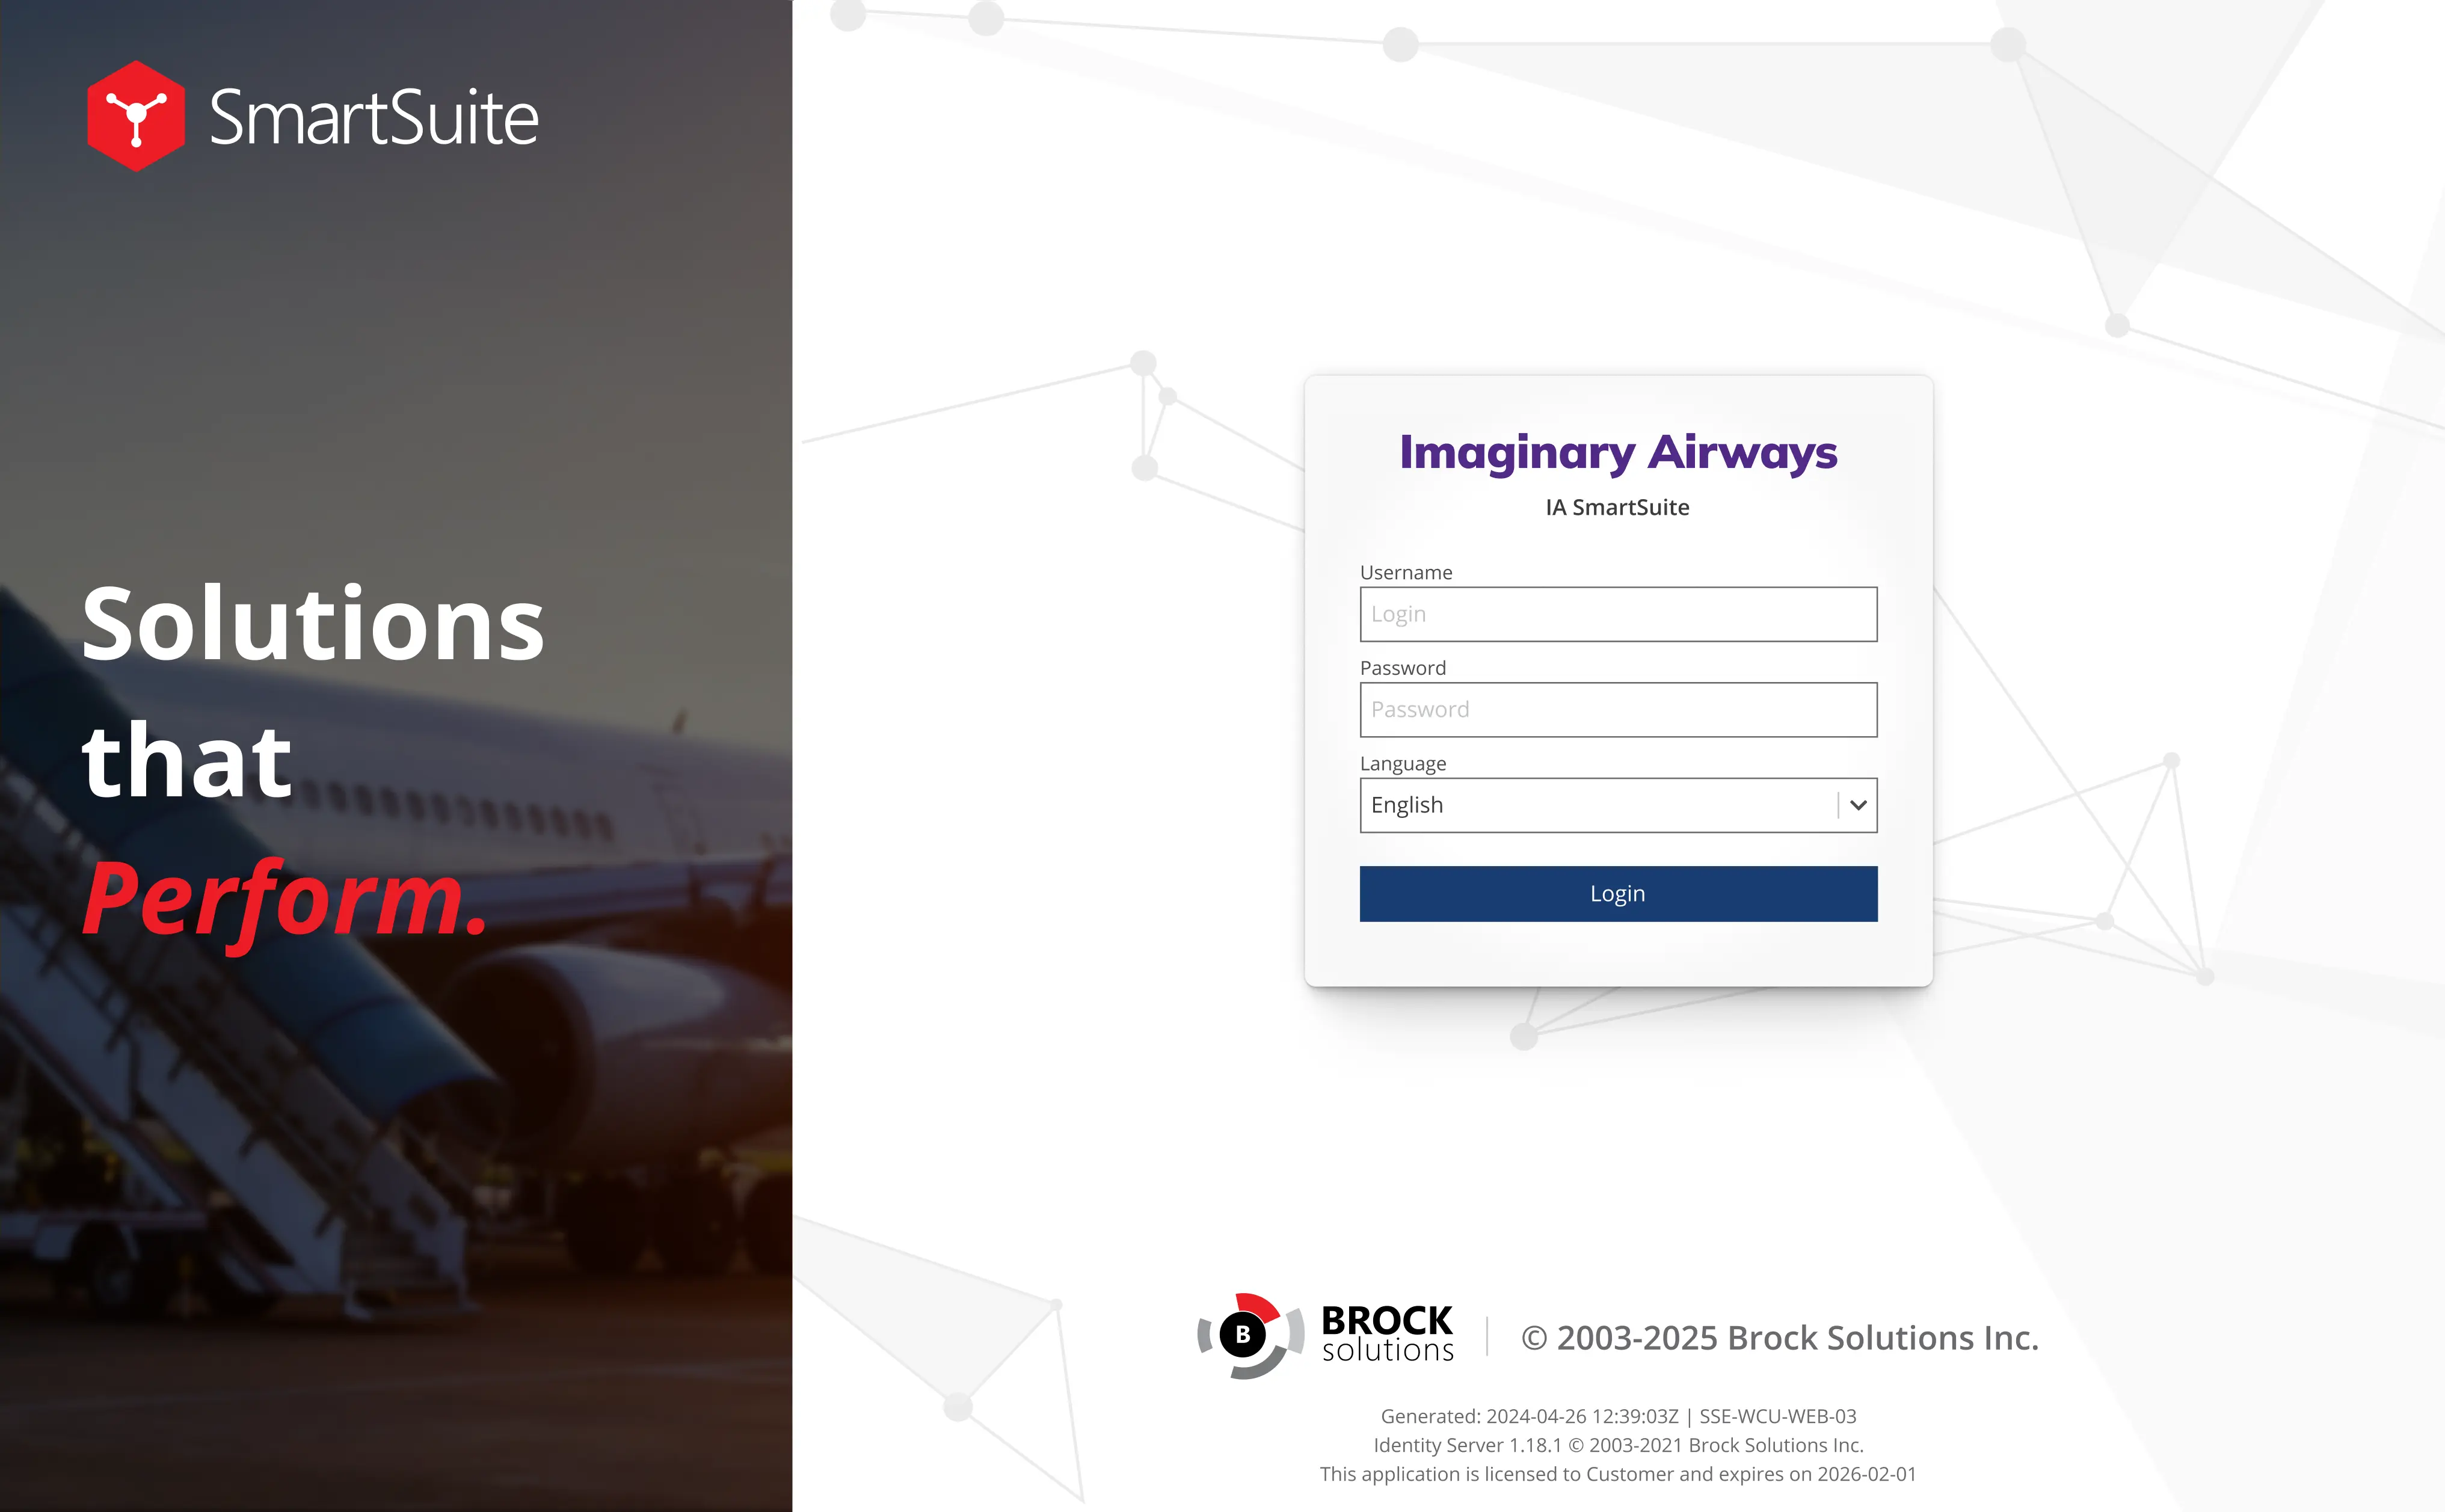 SmartSuite
Solutions
that
Perform.
Imaginary Airways
IA SmartSuite
Username
Login
Password
Password
Language
English
Login
B
BROCK
solutions
© 2003-2025 Brock Solutions Inc.
Generated: 2024-04-26 12:39:03Z | SSE-WCU-WEB-03
Identity Server 1.18.1 © 2003-2021 Brock Solutions Inc.
This application is licensed to Customer and expires on 2026-02-01